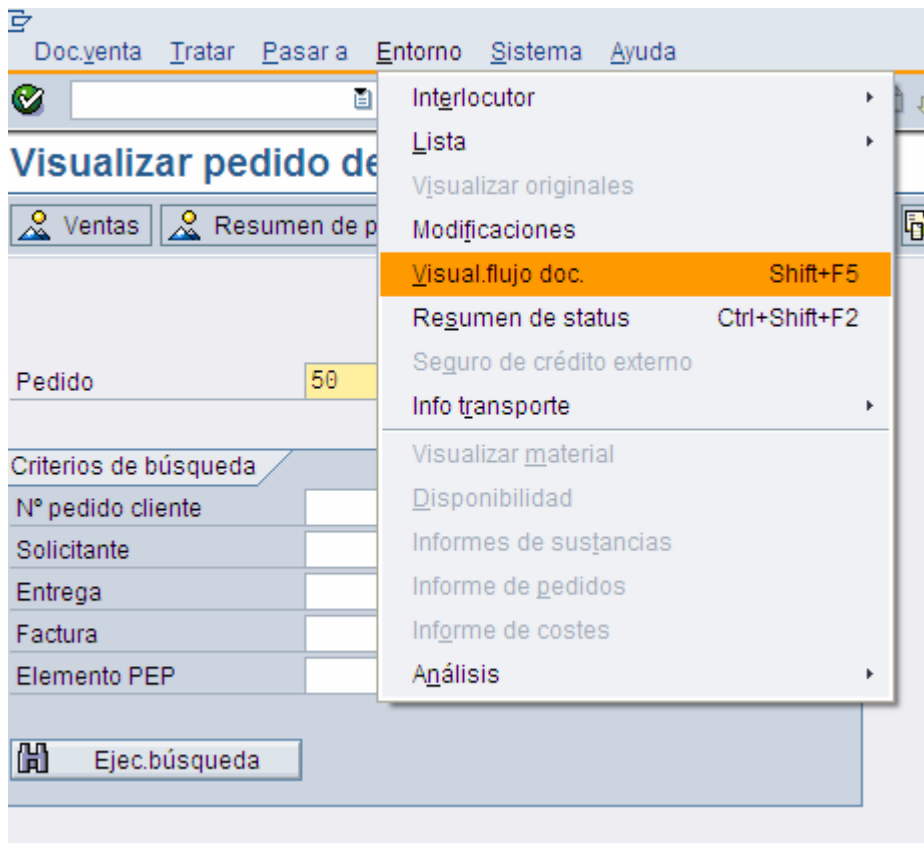 Doc.venta Tratar Pasar a Entorno Sistema Ayuda
Interlocutor
Lista
Visualizar pedido de
Visualizar originales
Ventas Resumen de p
Modificaciones
Visual.flujo doc. Shift+F5
Resumen de status Ctrl+Shift+F2
Seguro de crédito externo
Pedido 50
Info transporte
Visualizar material
Criterios de búsqueda
Disponibilidad
Nº pedido cliente
Informes de sustancias
Solicitante
Informe de pedidos
Entrega
Informe de costes
Factura
Análisis
Elemento PEP
Ejec.búsqueda